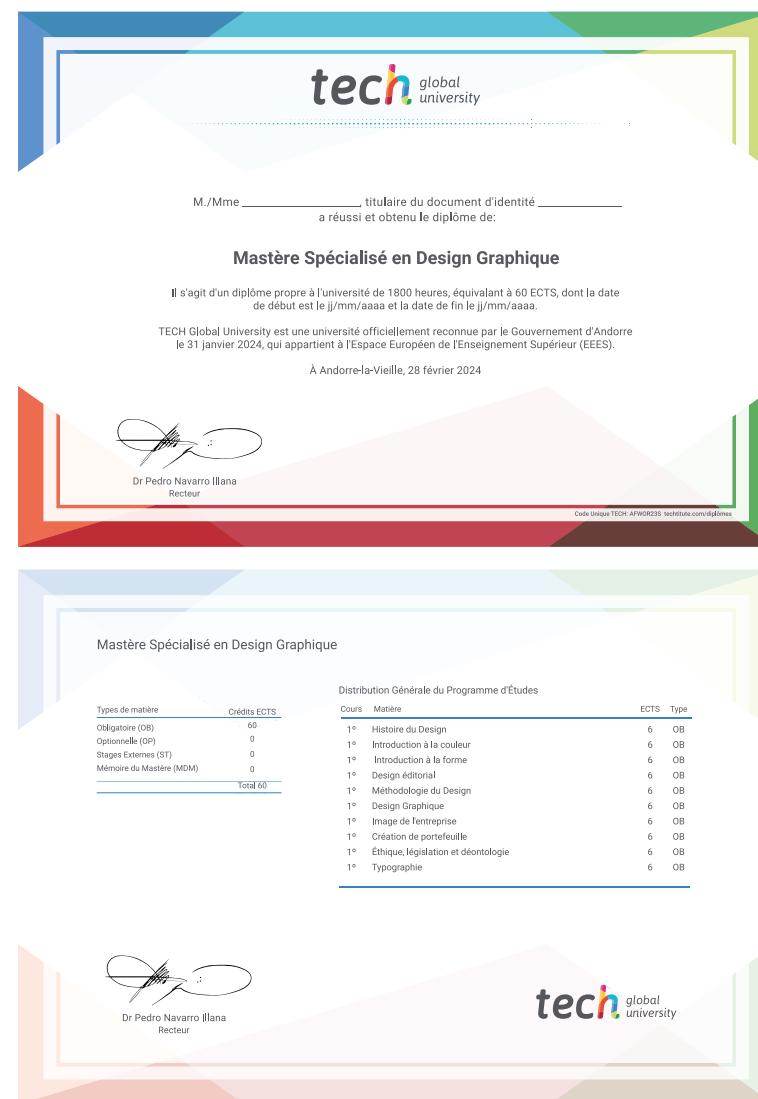 tech global university
M./Mme ____________________, titulaire du document d'identité ______________
a réussi et obtenu le diplôme de:
Mastère Spécialisé en Design Graphique
Il s'agit d'un diplôme propre à l'université de 1800 heures, équivalant à 60 ECTS, dont la date
de début est le jj/mm/aaaa et la date de fin le jj/mm/aaaa.
TECH Global University est une université officiellement reconnue par le Gouvernement d'Andorre
le 31 janvier 2024, qui appartient à l'Espace Européen de l'Enseignement Supérieur (EEES).
À Andorre-la-Vieille, 28 février 2024
Dr Pedro Navarro Illana
Recteur
Code Unique TECH: AFWOR23S techtitute.com/diplômes
Mastère Spécialisé en Design Graphique
Types de matière Crédits ECTS
Obligatoire (OB) 60
Optionnelle (OP) 0
Stages Externes (ST) 0
Mémoire du Mastère (MDM) 0
Total 60
Distribution Générale du Programme d'Études
Cours Matière ECTS Type
1º Histoire du Design 6 OB
1º Introduction à la couleur 6 OB
1º Introduction à la forme 6 OB
1º Design éditorial 6 OB
1º Méthodologie du Design 6 OB
1º Design Graphique 6 OB
1º Image de l'entreprise 6 OB
1º Création de portefeuille 6 OB
1º Éthique, législation et déontologie 6 OB
1º Typographie 6 OB
Dr Pedro Navarro Illana
Recteur
tech global university